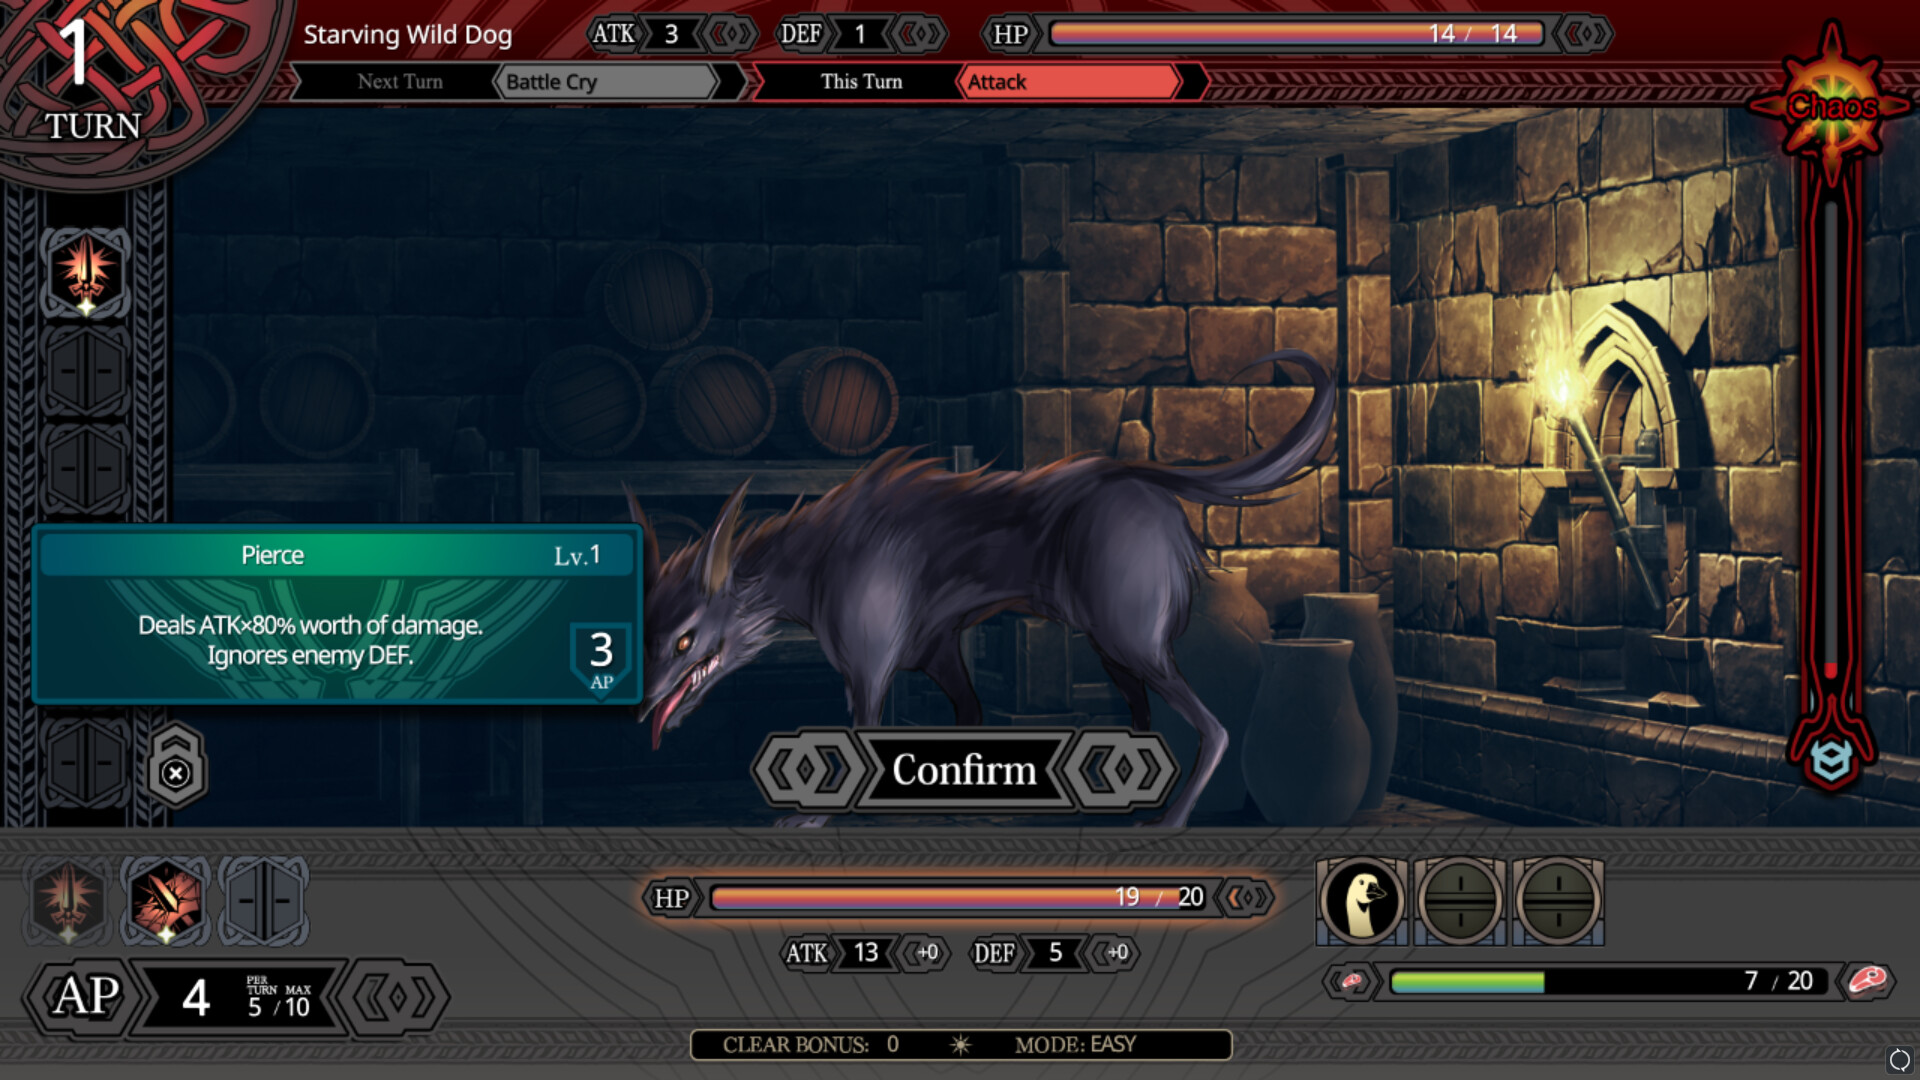 1
TURN
Starving Wild Dog
ATK 3
DEF 1
HP 14 / 14
Next Turn
Battle Cry
This Turn
Attack
Chaos
Pierce
Lv.1
Deals ATK×80% worth of damage.
Ignores enemy DEF.
3
AP
Confirm
HP 19 / 20
ATK 13 +0
DEF 5 +0
AP 4
PER TURN MAX
5 / 10
7 / 20
CLEAR BONUS: 0
MODE: EASY